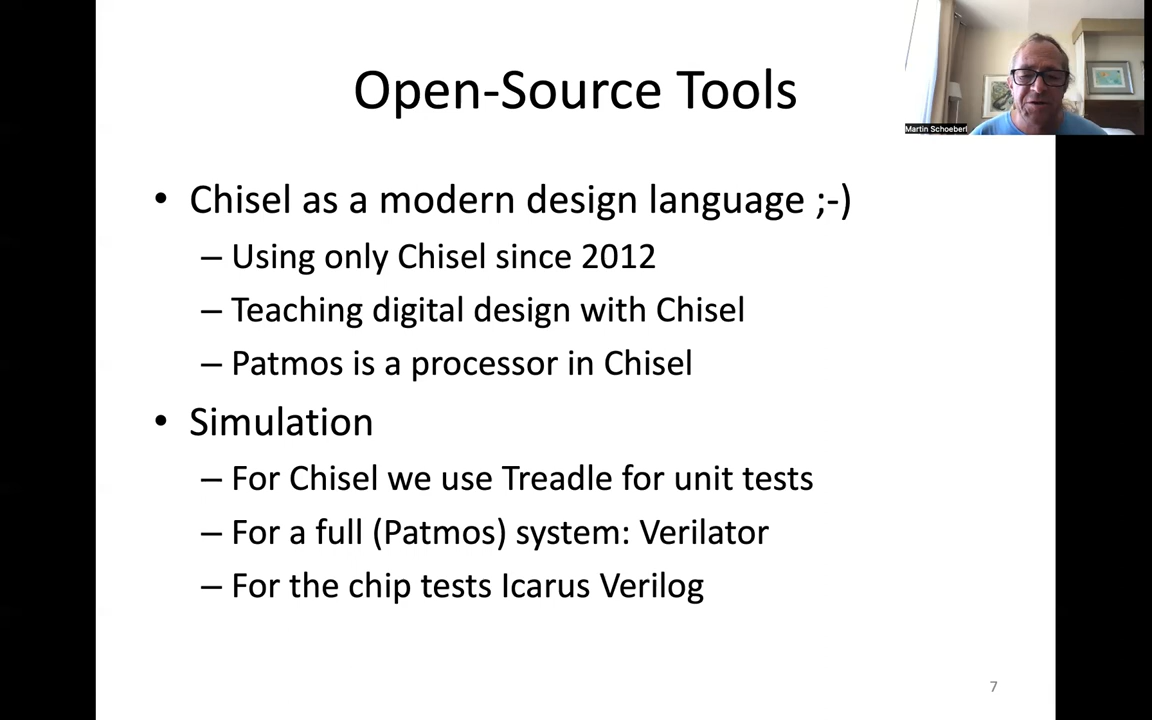 Open-Source Tools
Martin Schoeberl
• Chisel as a modern design language ;-)
– Using only Chisel since 2012
– Teaching digital design with Chisel
– Patmos is a processor in Chisel
• Simulation
– For Chisel we use Treadle for unit tests
– For a full (Patmos) system: Verilator
– For the chip tests Icarus Verilog
7